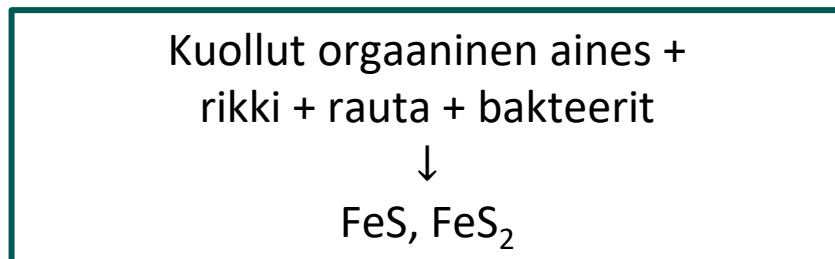 Kuollut orgaaninen aines +
rikki + rauta + bakteerit
↓
FeS, FeS₂